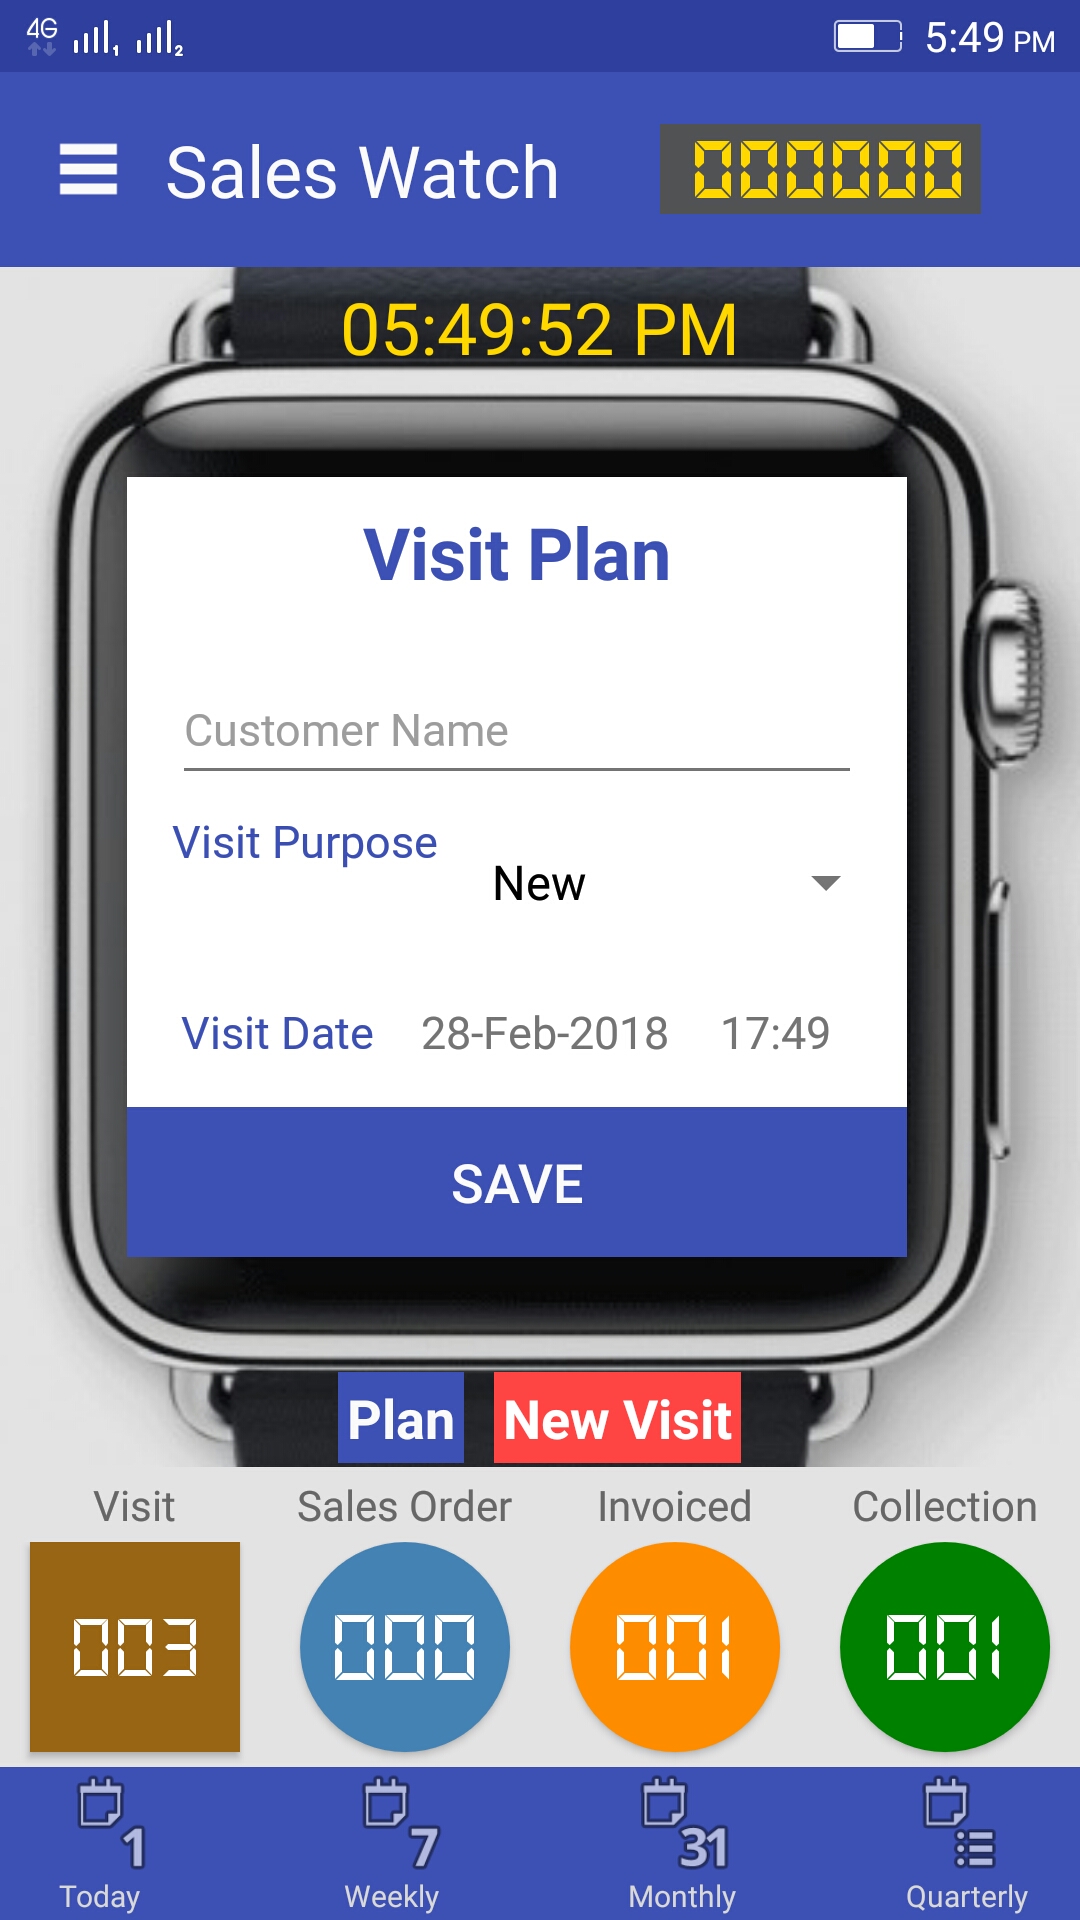 4G 1 2 5:49 PM
Sales Watch 000000
05:49:52 PM
Visit Plan
Customer Name
Visit Purpose
New
Visit Date 28-Feb-2018 17:49
SAVE
Plan New Visit
Visit Sales Order Invoiced Collection
003 000 001 001
1 7 31
Today Weekly Monthly Quarterly